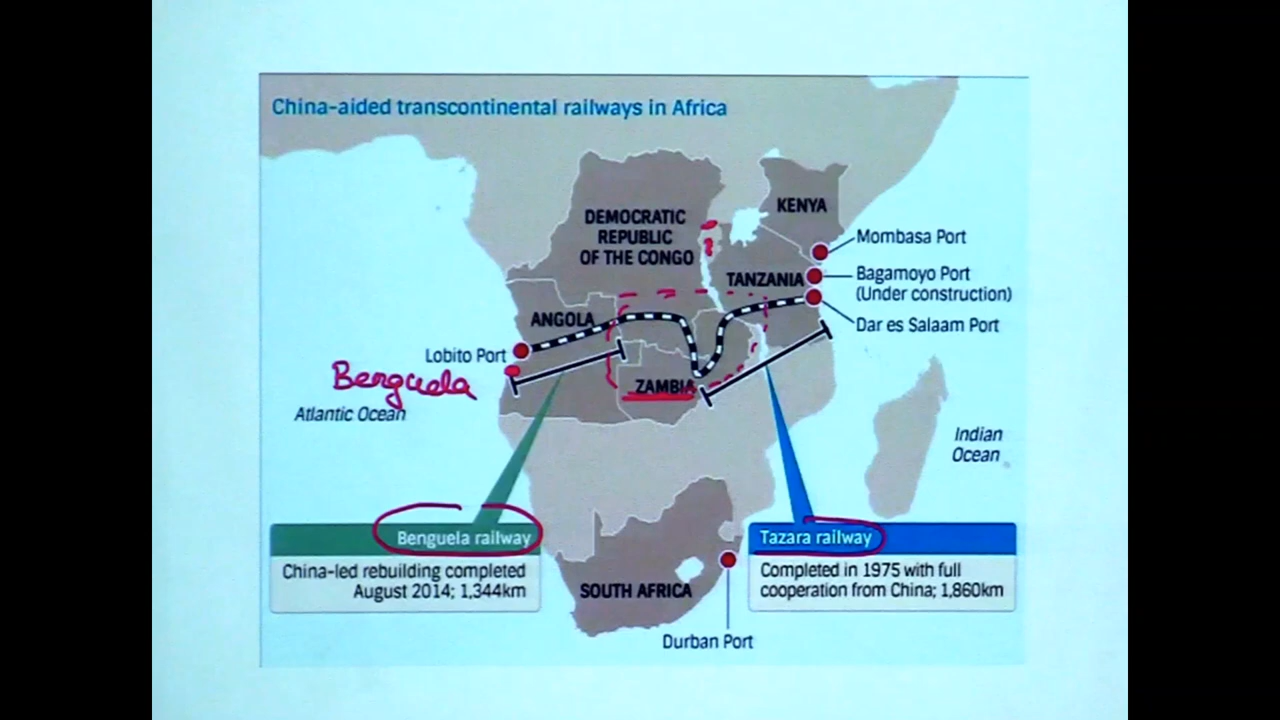 China-aided transcontinental railways in Africa
KENYA
DEMOCRATIC
REPUBLIC
OF THE CONGO
Mombasa Port
TANZANIA
Bagamoyo Port
(Under construction)
ANGOLA
Dar es Salaam Port
Lobito Port
Benguela
ZAMBIA
Atlantic Ocean
Indian
Ocean
Benguela railway
China-led rebuilding completed
August 2014; 1,344km
Tazara railway
Completed in 1975 with full
cooperation from China; 1,860km
SOUTH AFRICA
Durban Port